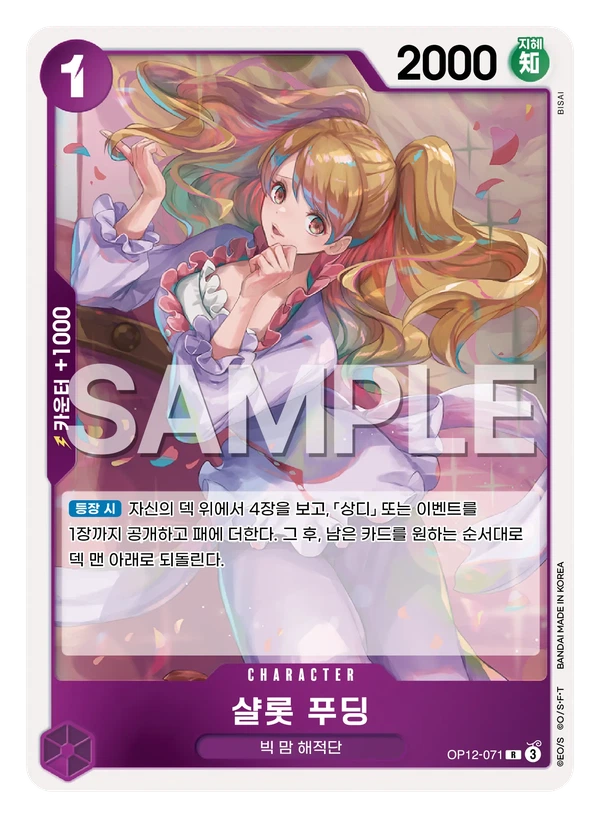 1
2000
지혜
知
BISAI
카운터 +1000
SAMPLE
등장 시 자신의 덱 위에서 4장을 보고, 「상디」 또는 이벤트를
1장까지 공개하고 패에 더한다. 그 후, 남은 카드를 원하는 순서대로
덱 맨 아래로 되돌린다.
CHARACTER
샬롯 푸딩
빅 맘 해적단
OP12-071 R 3
©EO/S ©O/S·F·T BANDAI MADE IN KOREA